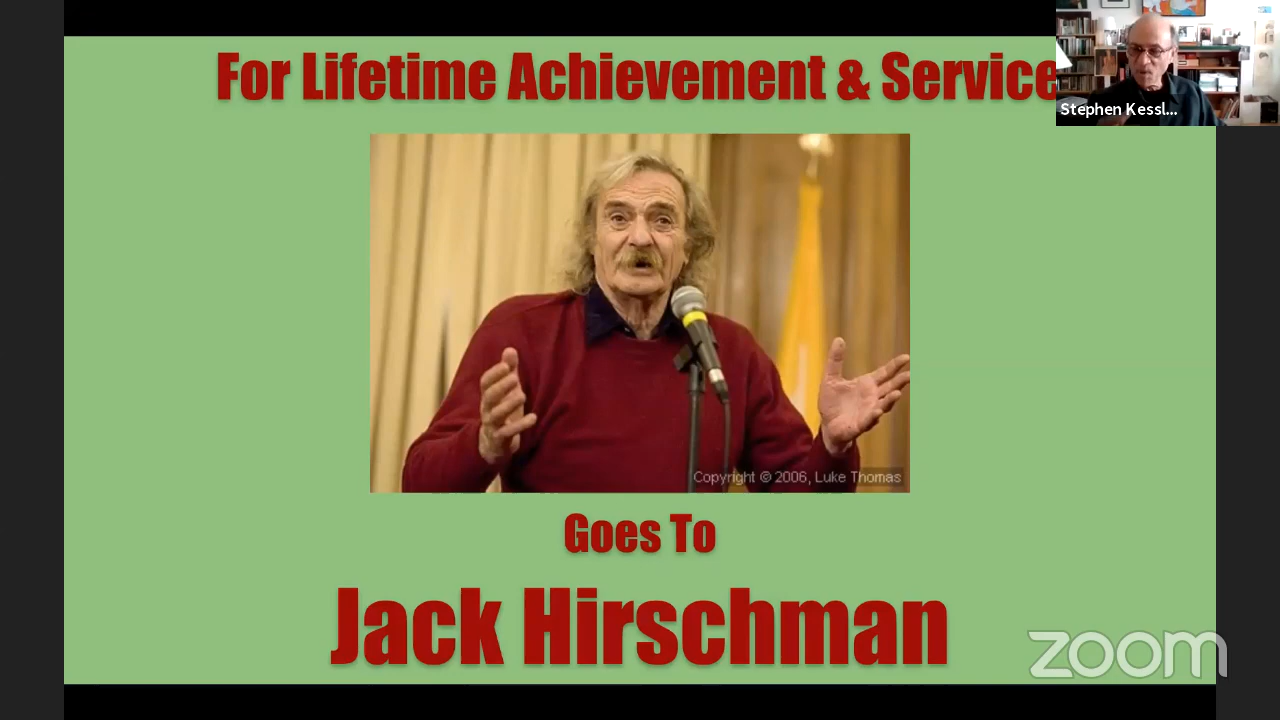 For Lifetime Achievement & Service
Stephen Kessl...
Copyright © 2006, Luke Thomas
Goes To
Jack Hirschman
zoom